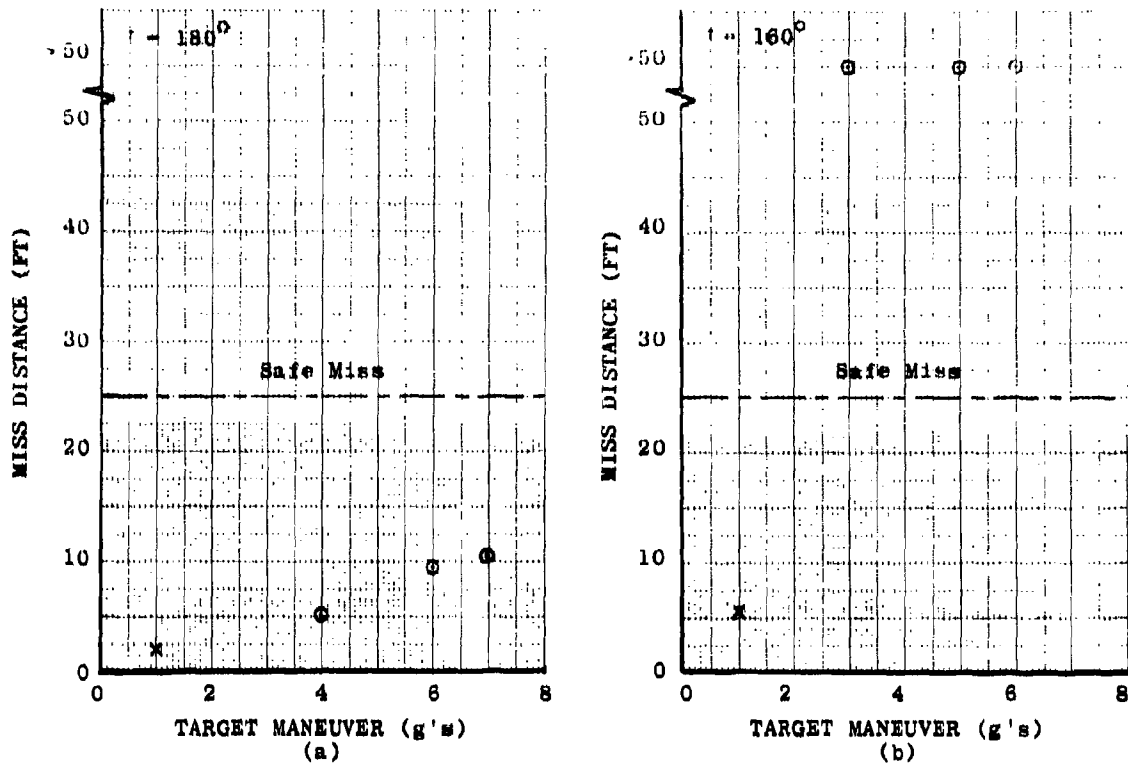 = 180°
50
50
40
30
Safe Miss
20
10
0
0 2 4 6 8
MISS DISTANCE (FT)
TARGET MANEUVER (g's)
(a)
= 160°
50
50
40
30
Safe Miss
20
10
0
0 2 4 6 8
MISS DISTANCE (FT)
TARGET MANEUVER (g's)
(b)